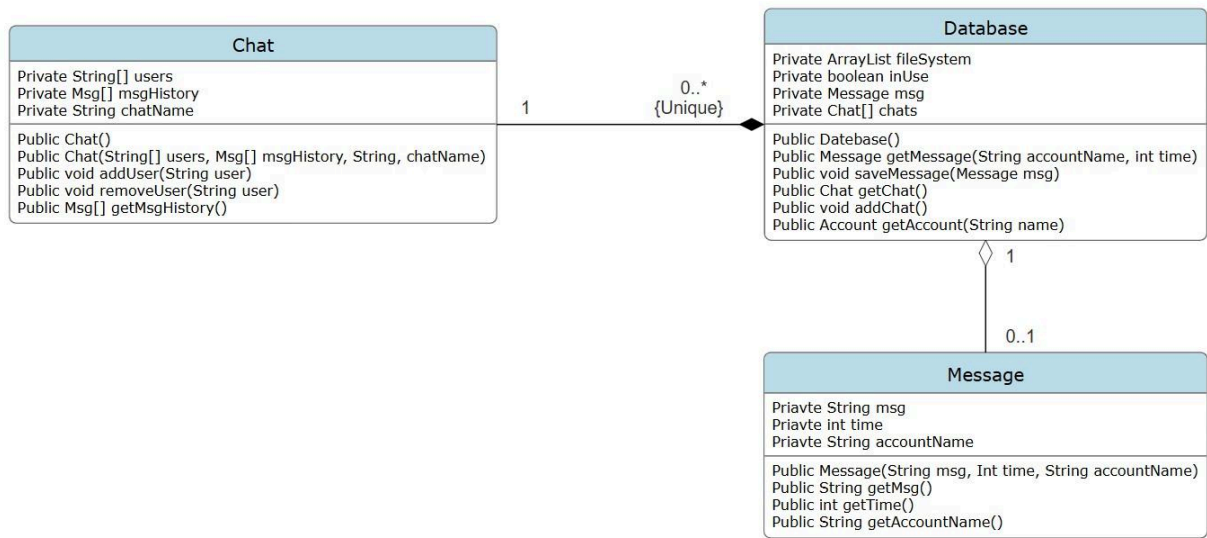 Chat
Private String[] users
Private Msg[] msgHistory
Private String chatName
Public Chat()
Public Chat(String[] users, Msg[] msgHistory, String, chatName)
Public void addUser(String user)
Public void removeUser(String user)
Public Msg[] getMsgHistory()
1
0..*
{Unique}
Database
Private ArrayList fileSystem
Private boolean inUse
Private Message msg
Private Chat[] chats
Public Datebase()
Public Message getMessage(String accountName, int time)
Public void saveMessage(Message msg)
Public Chat getChat()
Public void addChat()
Public Account getAccount(String name)
1
0..1
Message
Priavte String msg
Priavte int time
Priavte String accountName
Public Message(String msg, Int time, String accountName)
Public String getMsg()
Public int getTime()
Public String getAccountName()